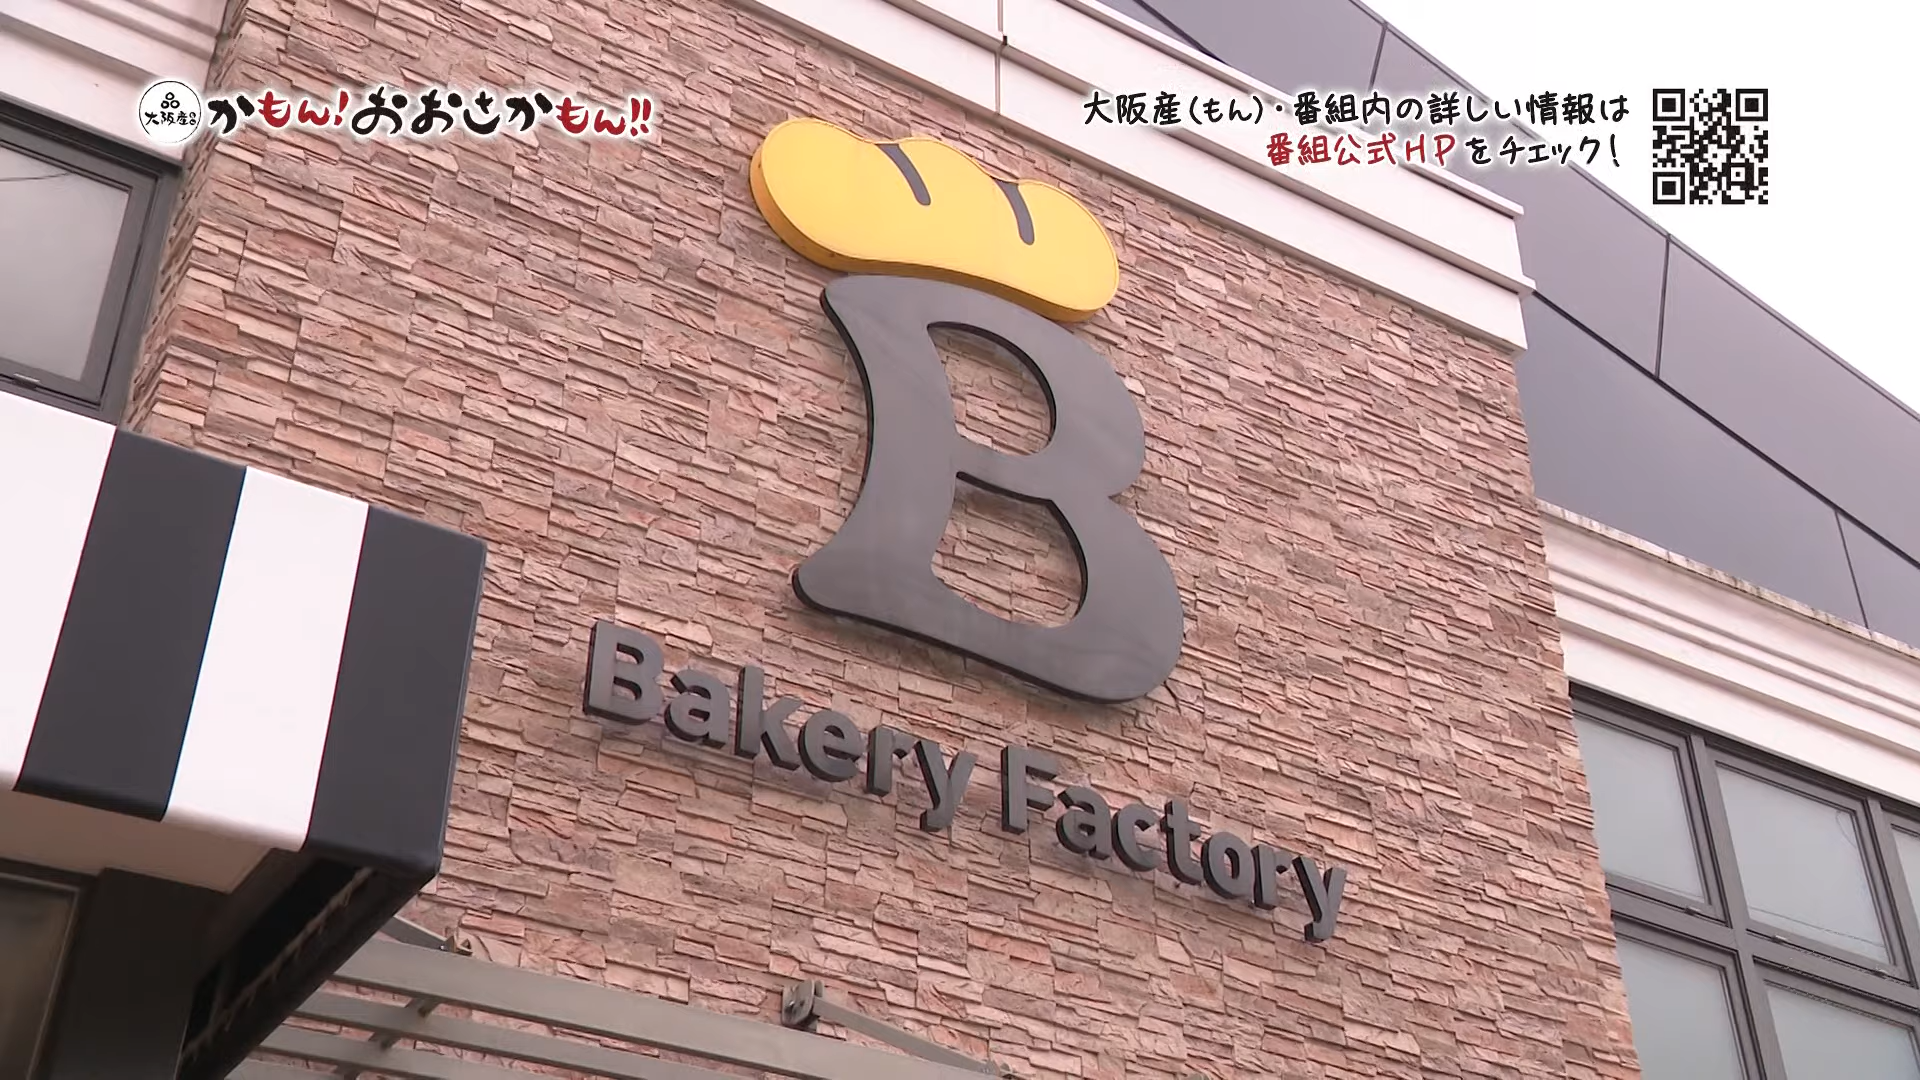 大阪産品 かもん!おおさかもん!!
大阪産(もん)・番組内の詳しい情報は
番組公式HPをチェック!
B
Bakery Factory